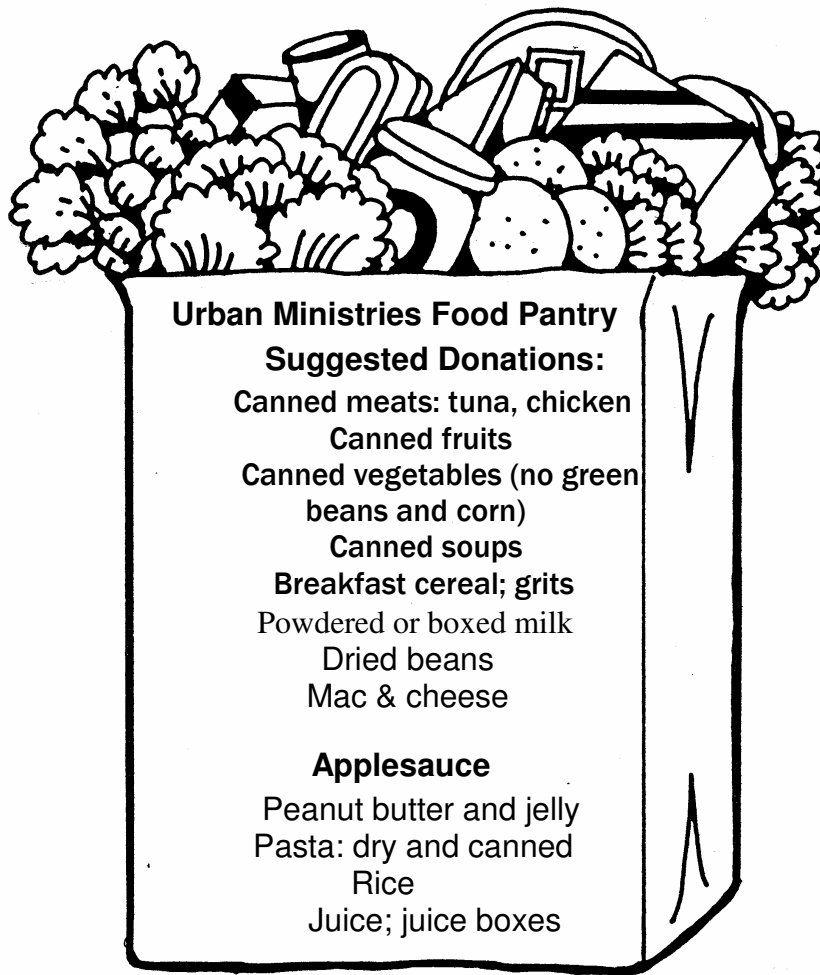 Urban Ministries Food Pantry
Suggested Donations:
Canned meats: tuna, chicken
Canned fruits
Canned vegetables (no green
beans and corn)
Canned soups
Breakfast cereal; grits
Powdered or boxed milk
Dried beans
Mac & cheese
Applesauce
Peanut butter and jelly
Pasta: dry and canned
Rice
Juice; juice boxes